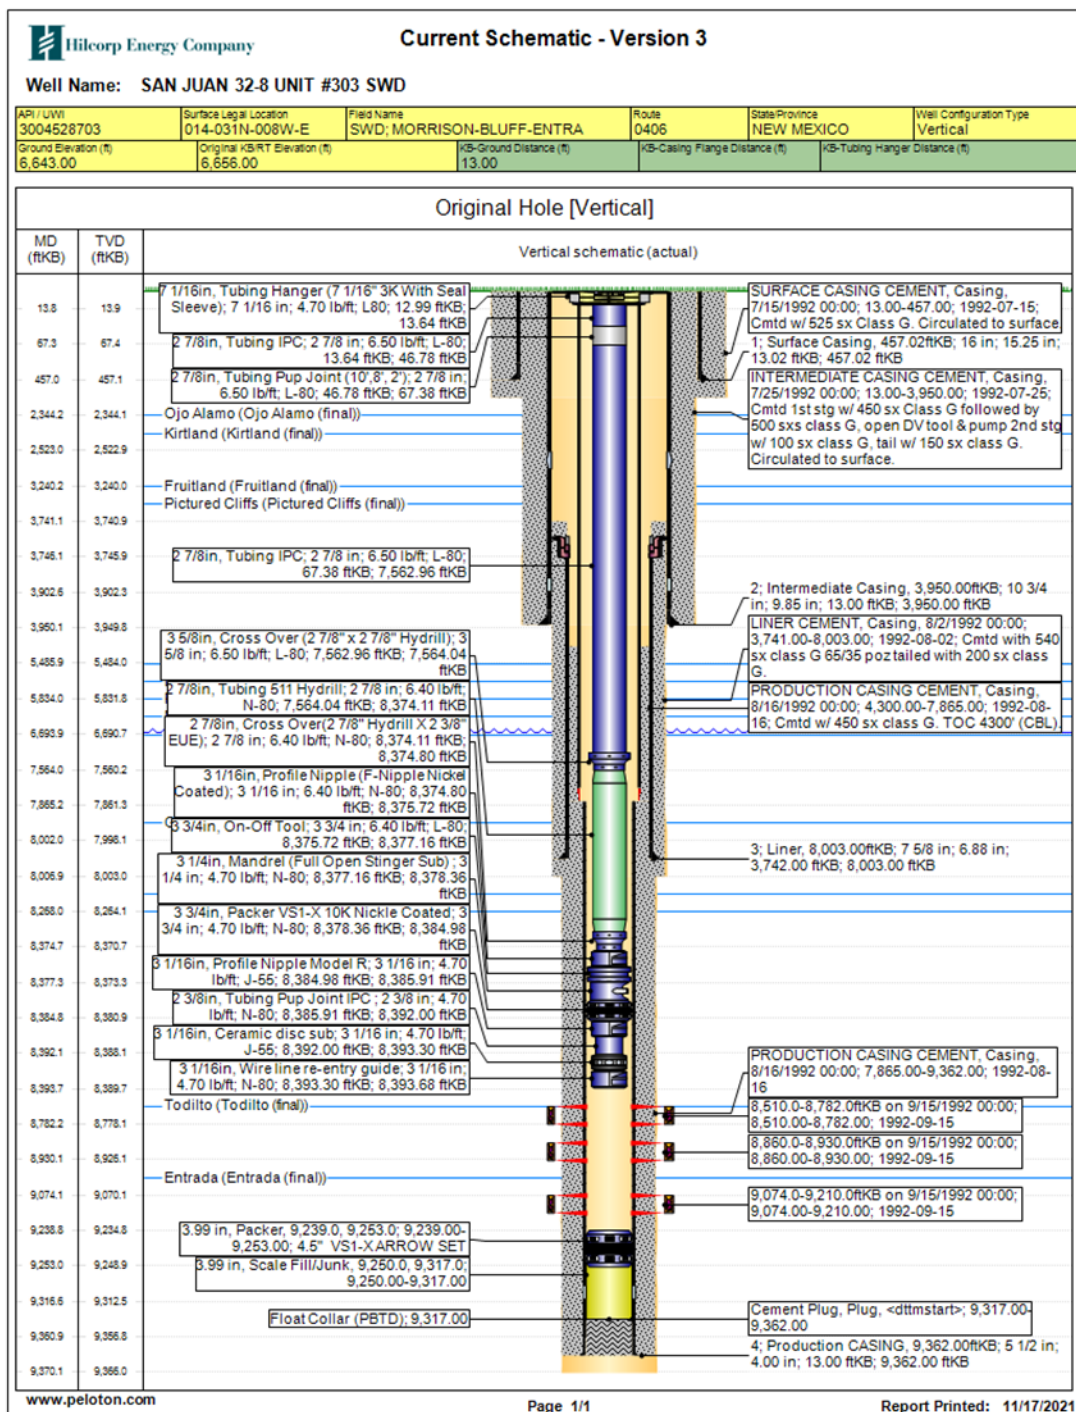 Hilcorp Energy Company
Current Schematic - Version 3
Well Name: SAN JUAN 32-8 UNIT #303 SWD
API / UWI
3004528703
Surface Legal Location
014-031N-008W-E
Field Name
SWD; MORRISON-BLUFF-ENTRA
Route
0406
State/Province
NEW MEXICO
Well Configuration Type
Vertical
Ground Elevation (ft)
6,643.00
Original KB/RT Elevation (ft)
6,656.00
KB-Ground Distance (ft)
13.00
KB-Casing Flange Distance (ft)
KB-Tubing Hanger Distance (ft)
Original Hole [Vertical]
MD
(ftKB)
TVD
(ftKB)
Vertical schematic (actual)
13.8 13.9
67.3 67.4
457.0 457.1
2,344.2 2,344.1
2,523.0 2,522.9
3,240.2 3,240.0
3,741.1 3,740.9
3,746.1 3,745.9
3,902.6 3,902.3
3,950.1 3,949.8
5,485.9 5,484.0
5,834.0 5,831.8
6,693.9 6,690.7
7,564.0 7,560.2
7,865.2 7,861.3
8,002.0 7,998.1
8,006.9 8,003.0
8,268.0 8,264.1
8,374.7 8,370.7
8,377.3 8,373.3
8,384.8 8,380.9
8,392.1 8,388.1
8,393.7 8,389.7
8,782.2 8,778.1
8,930.1 8,926.1
9,074.1 9,070.1
9,238.8 9,234.8
9,253.0 9,248.9
9,316.6 9,312.5
9,360.9 9,356.8
9,370.1 9,366.0
7 1/16in, Tubing Hanger (7 1/16" 3K With Seal
Sleeve); 7 1/16 in; 4.70 lb/ft; L80; 12.99 ftKB;
13.64 ftKB
2 7/8in, Tubing IPC; 2 7/8 in; 6.50 lb/ft; L-80;
13.64 ftKB; 46.78 ftKB
2 7/8in, Tubing Pup Joint (10',8', 2'); 2 7/8 in;
6.50 lb/ft; L-80; 46.78 ftKB; 67.38 ftKB
Ojo Alamo (Ojo Alamo (final))
Kirtland (Kirtland (final))
Fruitland (Fruitland (final))
Pictured Cliffs (Pictured Cliffs (final))
2 7/8in, Tubing IPC; 2 7/8 in; 6.50 lb/ft; L-80;
67.38 ftKB; 7,562.96 ftKB
3 5/8in, Cross Over (2 7/8" x 2 7/8" Hydrill); 3
5/8 in; 6.50 lb/ft; L-80; 7,562.96 ftKB; 7,564.04
ftKB
2 7/8in, Tubing 511 Hydrill; 2 7/8 in; 6.40 lb/ft;
N-80; 7,564.04 ftKB; 8,374.11 ftKB
2 7/8in, Cross Over(2 7/8" Hydrill X 2 3/8"
EUE); 2 7/8 in; 6.40 lb/ft; N-80; 8,374.11 ftKB;
8,374.80 ftKB
3 1/16in, Profile Nipple (F-Nipple Nickel
Coated); 3 1/16 in; 6.40 lb/ft; N-80; 8,374.80
ftKB; 8,375.72 ftKB
3 3/4in, On-Off Tool; 3 3/4 in; 6.40 lb/ft; L-80;
8,375.72 ftKB; 8,377.16 ftKB
3 1/4in, Mandrel (Full Open Stinger Sub) ; 3
1/4 in; 4.70 lb/ft; N-80; 8,377.16 ftKB; 8,378.36
ftKB
3 3/4in, Packer VS1-X 10K Nickle Coated; 3
3/4 in; 4.70 lb/ft; N-80; 8,378.36 ftKB; 8,384.98
ftKB
3 1/16in, Profile Nipple Model R; 3 1/16 in; 4.70
lb/ft; J-55; 8,384.98 ftKB; 8,385.91 ftKB
2 3/8in, Tubing Pup Joint IPC ; 2 3/8 in; 4.70
lb/ft; N-80; 8,385.91 ftKB; 8,392.00 ftKB
3 1/16in, Ceramic disc sub; 3 1/16 in; 4.70 lb/ft;
J-55; 8,392.00 ftKB; 8,393.30 ftKB
3 1/16in, Wire line re-entry guide; 3 1/16 in;
4.70 lb/ft; N-80; 8,393.30 ftKB; 8,393.68 ftKB
Todilto (Todilto (final))
Entrada (Entrada (final))
3.99 in, Packer, 9,239.0, 9,253.0; 9,239.00-
9,253.00; 4.5" VS1-X ARROW SET
3.99 in, Scale Fill/Junk, 9,250.0, 9,317.0;
9,250.00-9,317.00
Float Collar (PBTD); 9,317.00
SURFACE CASING CEMENT, Casing,
7/15/1992 00:00; 13.00-457.00; 1992-07-15;
Cmtd w/ 525 sx Class G. Circulated to surface
1; Surface Casing, 457.02ftKB; 16 in; 15.25 in;
13.02 ftKB; 457.02 ftKB
INTERMEDIATE CASING CEMENT, Casing,
7/25/1992 00:00; 13.00-3,950.00; 1992-07-25;
Cmtd 1st stg w/ 450 sx Class G followed by
500 sxs class G, open DV tool & pump 2nd stg
w/ 100 sx class G, tail w/ 150 sx class G.
Circulated to surface.
2; Intermediate Casing, 3,950.00ftKB; 10 3/4
in; 9.85 in; 13.00 ftKB; 3,950.00 ftKB
LINER CEMENT, Casing, 8/2/1992 00:00;
3,741.00-8,003.00; 1992-08-02; Cmtd with 540
sx class G 65/35 poz tailed with 200 sx class
G.
PRODUCTION CASING CEMENT, Casing,
8/16/1992 00:00; 4,300.00-7,865.00; 1992-08-
16; Cmtd w/ 450 sx class G. TOC 4300' (CBL).
3; Liner, 8,003.00ftKB; 7 5/8 in; 6.88 in;
3,742.00 ftKB; 8,003.00 ftKB
PRODUCTION CASING CEMENT, Casing,
8/16/1992 00:00; 7,865.00-9,362.00; 1992-08-
16
8,510.0-8,782.0ftKB on 9/15/1992 00:00;
8,510.00-8,782.00; 1992-09-15
8,860.0-8,930.0ftKB on 9/15/1992 00:00;
8,860.00-8,930.00; 1992-09-15
9,074.0-9,210.0ftKB on 9/15/1992 00:00;
9,074.00-9,210.00; 1992-09-15
Cement Plug, Plug, <dttmstart>; 9,317.00-
9,362.00
4; Production CASING, 9,362.00ftKB; 5 1/2 in;
4.00 in; 13.00 ftKB; 9,362.00 ftKB
www.peloton.com
Page 1/1
Report Printed: 11/17/2021